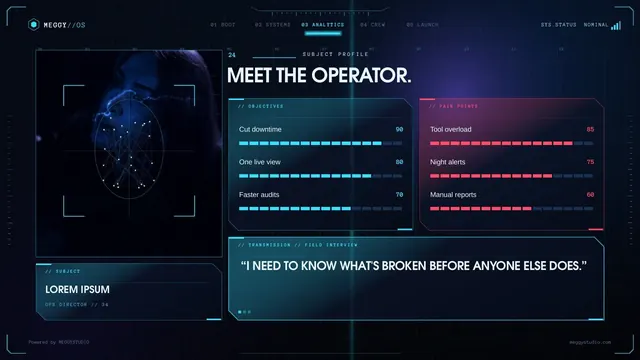 MEGGY//OS
01 BOOT
02 SYSTEMS
03 ANALYTICS
04 CREW
05 LAUNCH
SYS.STATUS NOMINAL
24
SUBJECT PROFILE
MEET THE OPERATOR.
// OBJECTIVES
Cut downtime 90
One live view 80
Faster audits 70
// PAIN POINTS
Tool overload 85
Night alerts 75
Manual reports 60
// TRANSMISSION // FIELD INTERVIEW
“I NEED TO KNOW WHAT'S BROKEN BEFORE ANYONE ELSE DOES.”
// SUBJECT
LOREM IPSUM
OPS DIRECTOR // 34
Powered by MEGGYSTUDIO
meggystudio.com